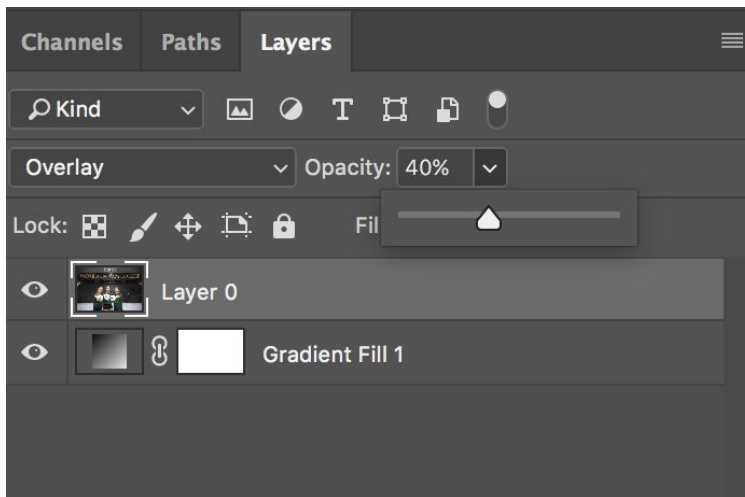 Channels Paths Layers
Kind
Overlay Opacity: 40%
Lock: Fil
Layer 0
Gradient Fill 1